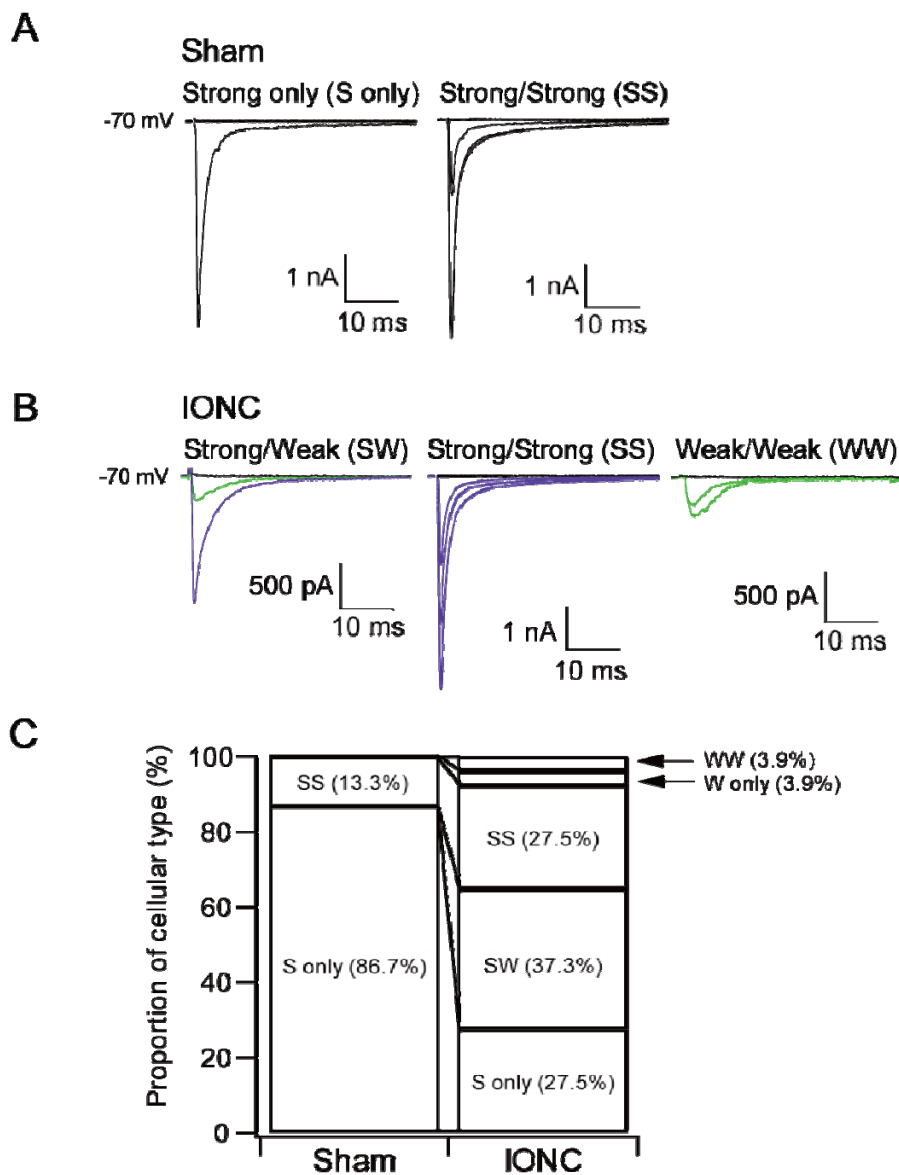 A
Sham
Strong only (S only) Strong/Strong (SS)
-70 mV
1 nA
10 ms
1 nA
10 ms
B
IONC
Strong/Weak (SW) Strong/Strong (SS) Weak/Weak (WW)
-70 mV
500 pA
10 ms
1 nA
10 ms
500 pA
10 ms
C
Proportion of cellular type (%)
100
80
60
40
20
0
SS (13.3%)
S only (86.7%)
WW (3.9%)
W only (3.9%)
SS (27.5%)
SW (37.3%)
S only (27.5%)
Sham IONC